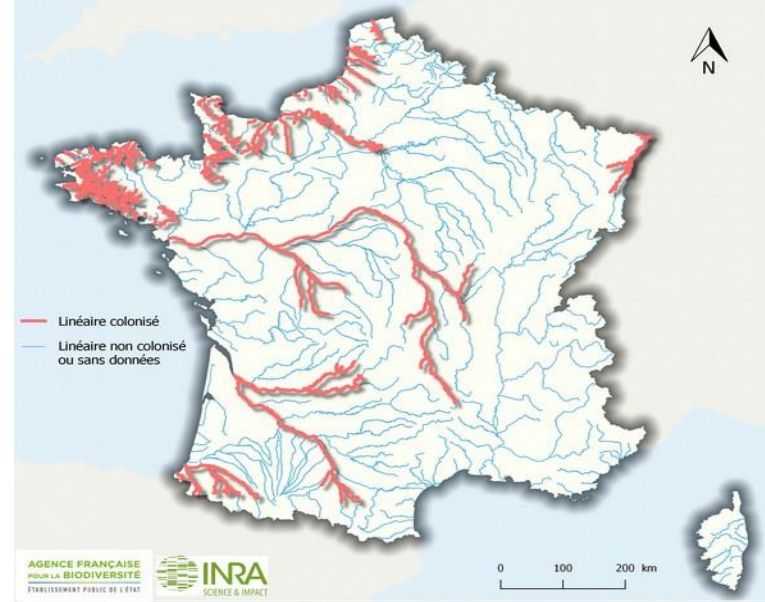 N
Linéaire colonisé
Linéaire non colonisé
ou sans données
AGENCE FRANÇAISE
POUR LA BIODIVERSITÉ
ÉTABLISSEMENT PUBLIC DE L'ÉTAT
INRA
SCIENCE & IMPACT
0 100 200 km